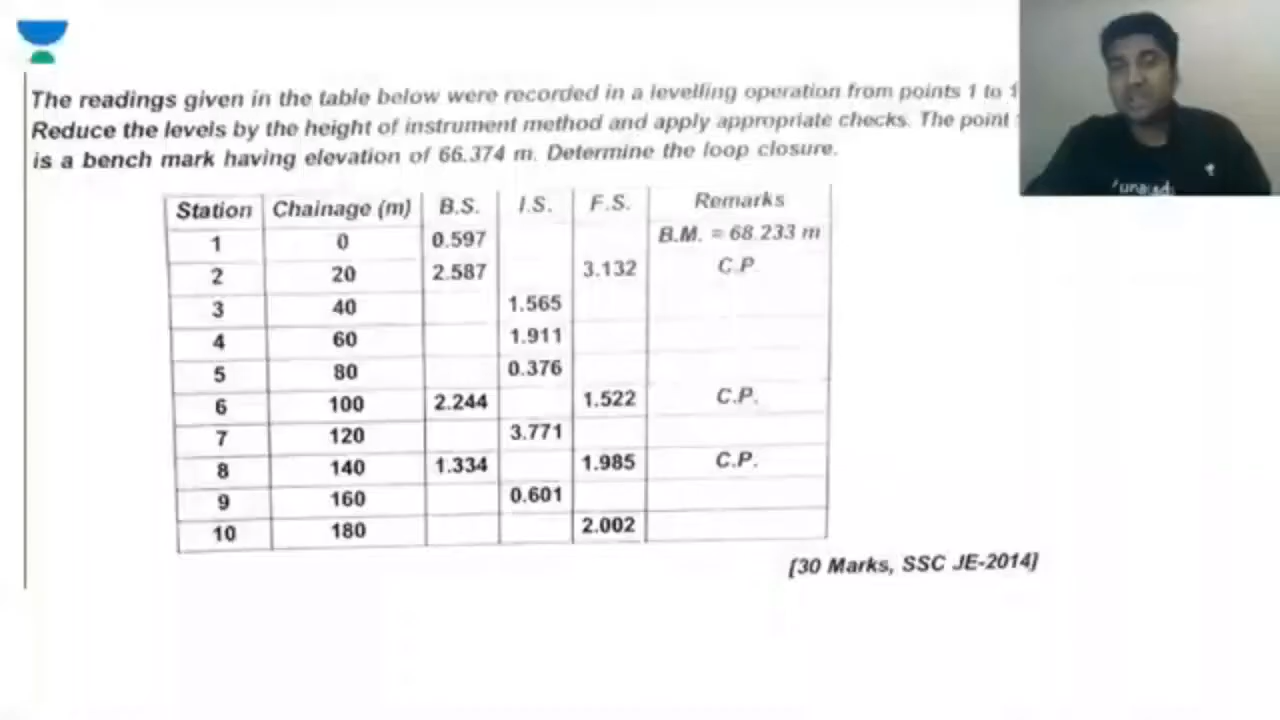 The readings given in the table below were recorded in a levelling operation from points 1 to
Reduce the levels by the height of instrument method and apply appropriate checks. The point
is a bench mark having elevation of 66.374 m. Determine the loop closure.
Station Chainage (m) B.S. I.S. F.S. Remarks
1 0 0.597 B.M. = 68.233 m
2 20 2.587 3.132 C.P
3 40 1.565
4 60 1.911
5 80 0.376
6 100 2.244 1.522 C.P.
7 120 3.771
8 140 1.334 1.985 C.P.
9 160 0.601
10 180 2.002
[30 Marks, SSC JE-2014]